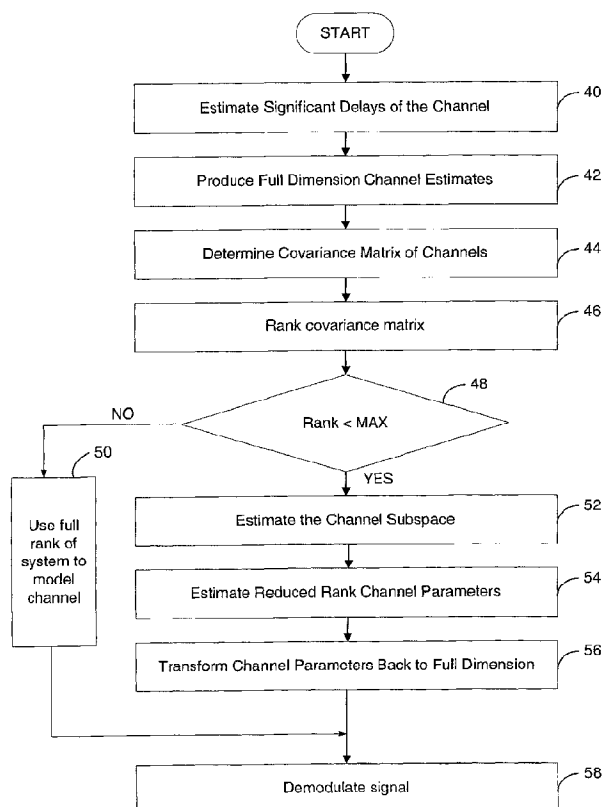 START
Estimate Significant Delays of the Channel
40
Produce Full Dimension Channel Estimates
42
Determine Covariance Matrix of Channels
44
Rank covariance matrix
46
48
Rank < MAX
NO
YES
50
Use full
rank of
system to
model
channel
Estimate the Channel Subspace
52
Estimate Reduced Rank Channel Parameters
54
Transform Channel Parameters Back to Full Dimension
56
Demodulate signal
58